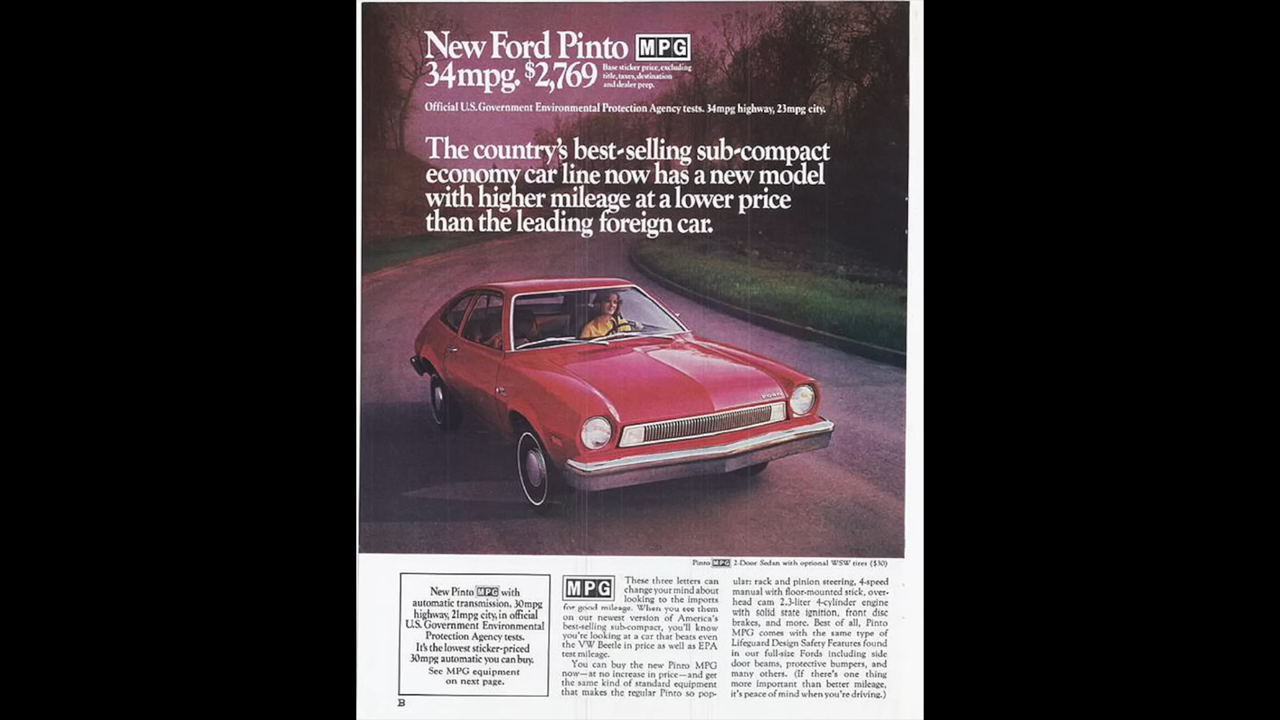 New Ford Pinto MPG
34mpg. $2,769 Base sticker price, excluding
title, taxes, destination
and dealer prep.
Official U.S. Government Environmental Protection Agency tests. 34mpg highway, 23mpg city.
The country's best-selling sub-compact
economy car line now has a new model
with higher mileage at a lower price
than the leading foreign car.
Pinto MPG 2-Door Sedan with optional WSW tires ($30)
New Pinto MPG with
automatic transmission. 30mpg
highway, 21mpg city, in official
U.S. Government Environmental
Protection Agency tests.
It's the lowest sticker-priced
30mpg automatic you can buy.
See MPG equipment
on next page.
MPG These three letters can
change your mind about
looking to the imports
for good mileage. When you see them
on our newest version of America's
best-selling sub-compact, you'll know
you're looking at a car that beats even
the VW Beetle in price as well as EPA
test mileage.
You can buy the new Pinto MPG
now—at no increase in price—and get
the same kind of standard equipment
that makes the regular Pinto so pop-
ular: rack and pinion steering, 4-speed
manual with floor-mounted stick, over-
head cam 2.3-liter 4-cylinder engine
with solid state ignition, front disc
brakes, and more. Best of all, Pinto
MPG comes with the same type of
Lifeguard Design Safety Features found
in our full-size Fords including side
door beams, protective bumpers, and
many others. (If there's one thing
more important than better mileage,
it's peace of mind when you're driving.)
B